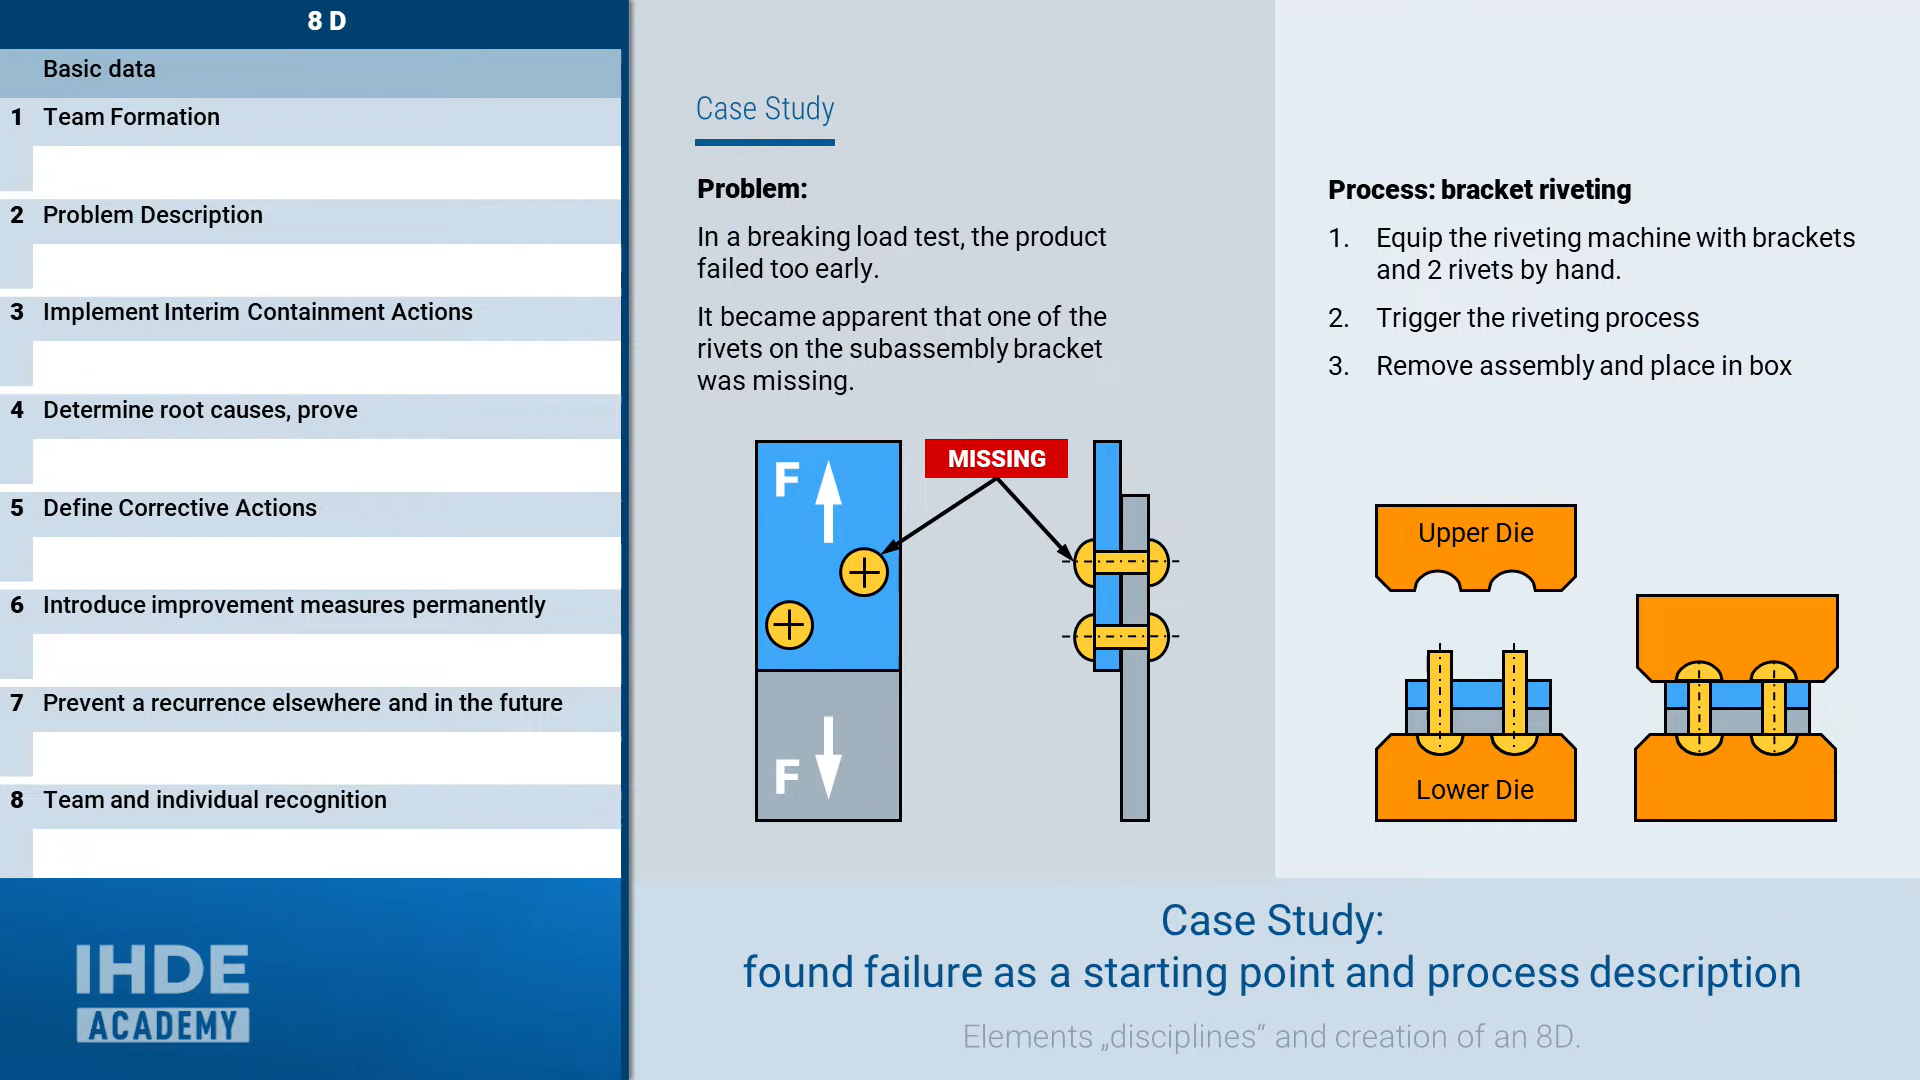 8 D
Basic data
1 Team Formation
2 Problem Description
3 Implement Interim Containment Actions
4 Determine root causes, prove
5 Define Corrective Actions
6 Introduce improvement measures permanently
7 Prevent a recurrence elsewhere and in the future
8 Team and individual recognition
IHDE
ACADEMY
Case Study
Problem:
In a breaking load test, the product
failed too early.
It became apparent that one of the
rivets on the subassembly bracket
was missing.
F
MISSING
F
Process: bracket riveting
1. Equip the riveting machine with brackets
and 2 rivets by hand.
2. Trigger the riveting process
3. Remove assembly and place in box
Upper Die
Lower Die
Case Study:
found failure as a starting point and process description
Elements „disciplines“ and creation of an 8D.